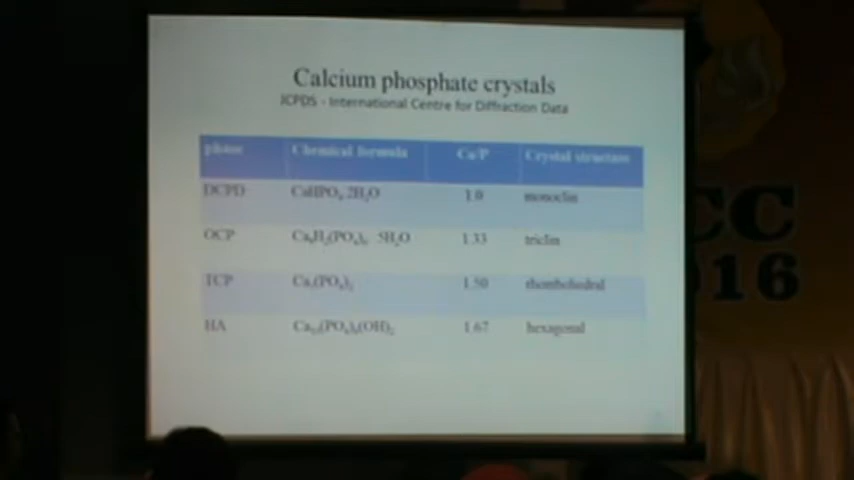 Calcium phosphate crystals
JCPDS - International Centre for Diffraction Data
phase Chemical formula Ca/P Crystal structure
DCPD CaHPO₄ 2H₂O 1.0 monoclin
OCP Ca₈H₂(PO₄)₆ 5H₂O 1.33 triclin
TCP Ca₃(PO₄)₂ 1.50 rhombohedral
HA Ca₁₀(PO₄)₆(OH)₂ 1.67 hexagonal
CC
16